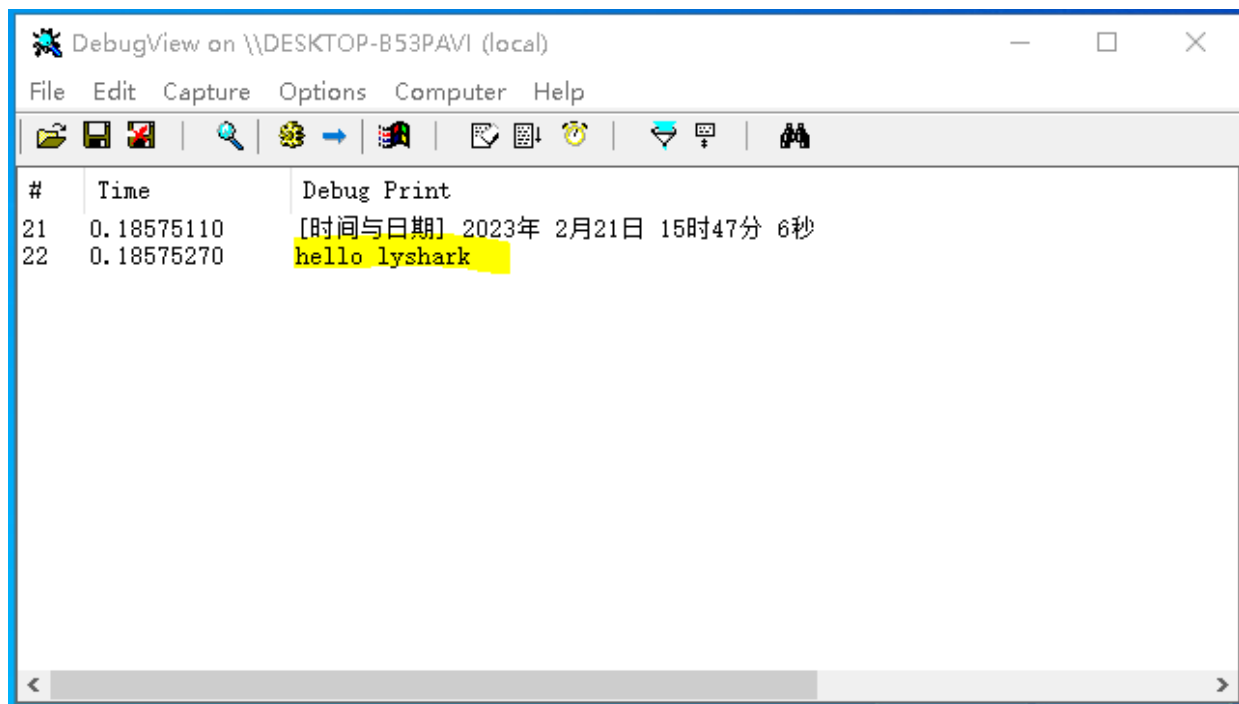 DebugView on \\DESKTOP-B53PAVI (local)
File Edit Capture Options Computer Help
# Time Debug Print
21 0.18575110 [时间与日期] 2023年 2月21日 15时47分 6秒
22 0.18575270 hello lyshark